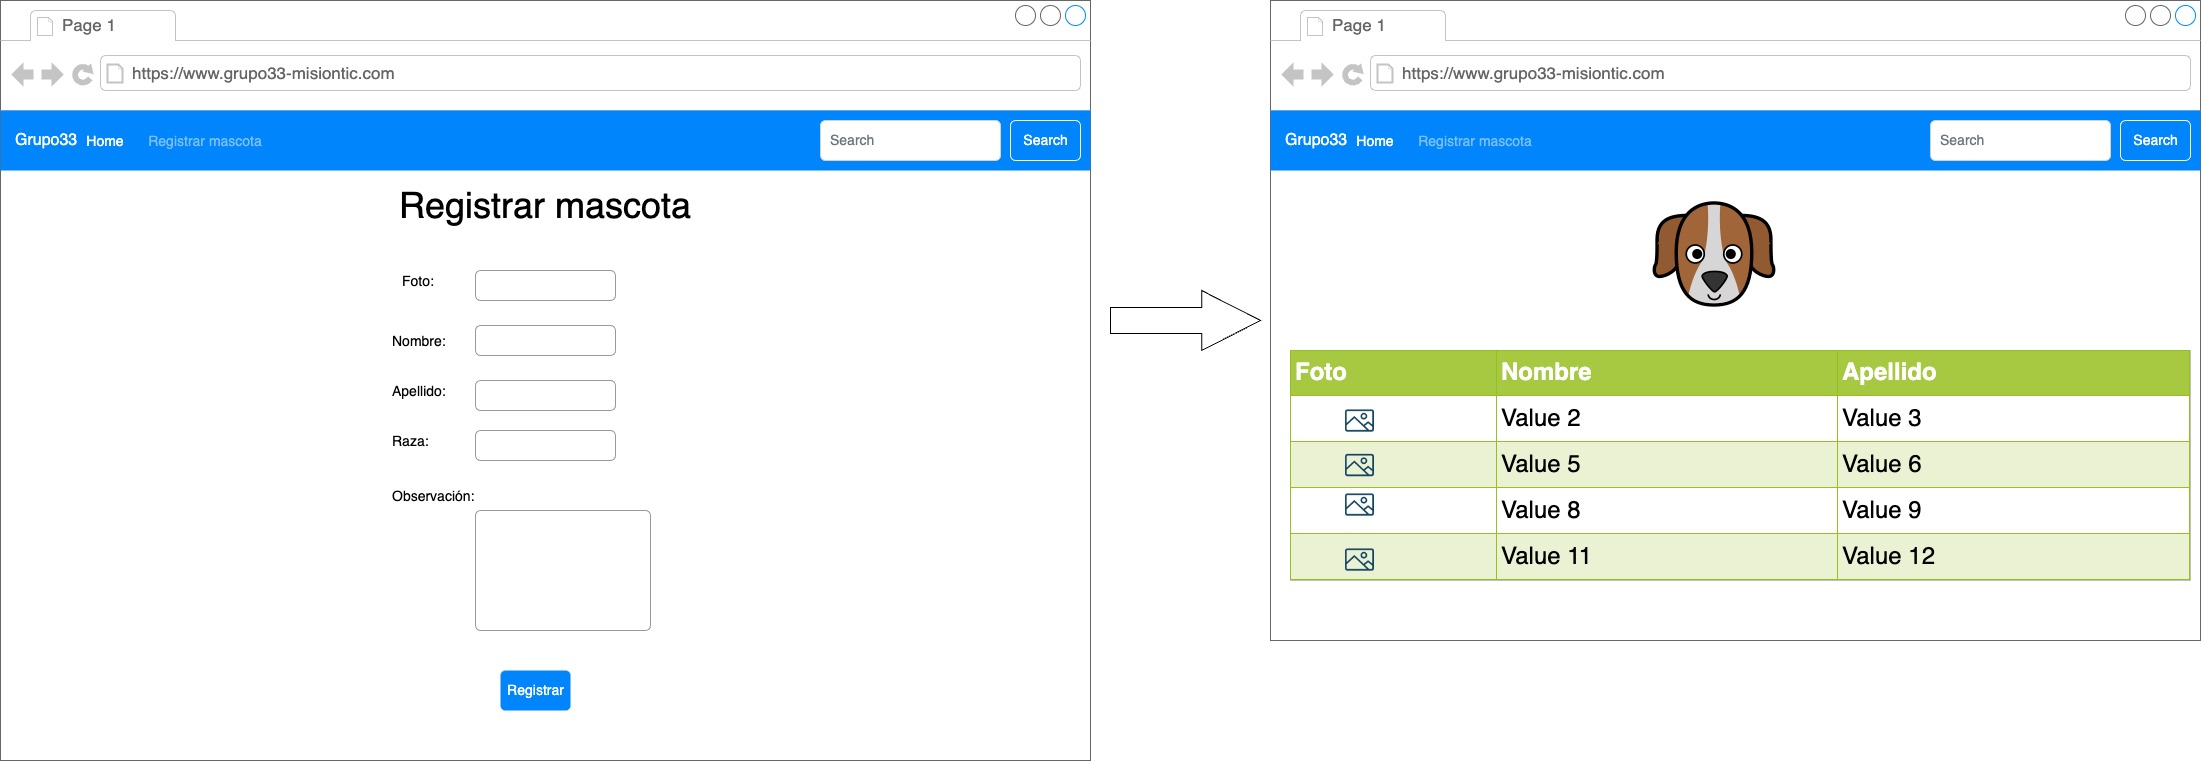 Page 1
https://www.grupo33-misiontic.com
Grupo33 Home Registrar mascota Search Search
Registrar mascota
Foto:
Nombre:
Apellido:
Raza:
Observación:
Registrar
Page 1
https://www.grupo33-misiontic.com
Grupo33 Home Registrar mascota Search Search
Foto Nombre Apellido
Value 2 Value 3
Value 5 Value 6
Value 8 Value 9
Value 11 Value 12